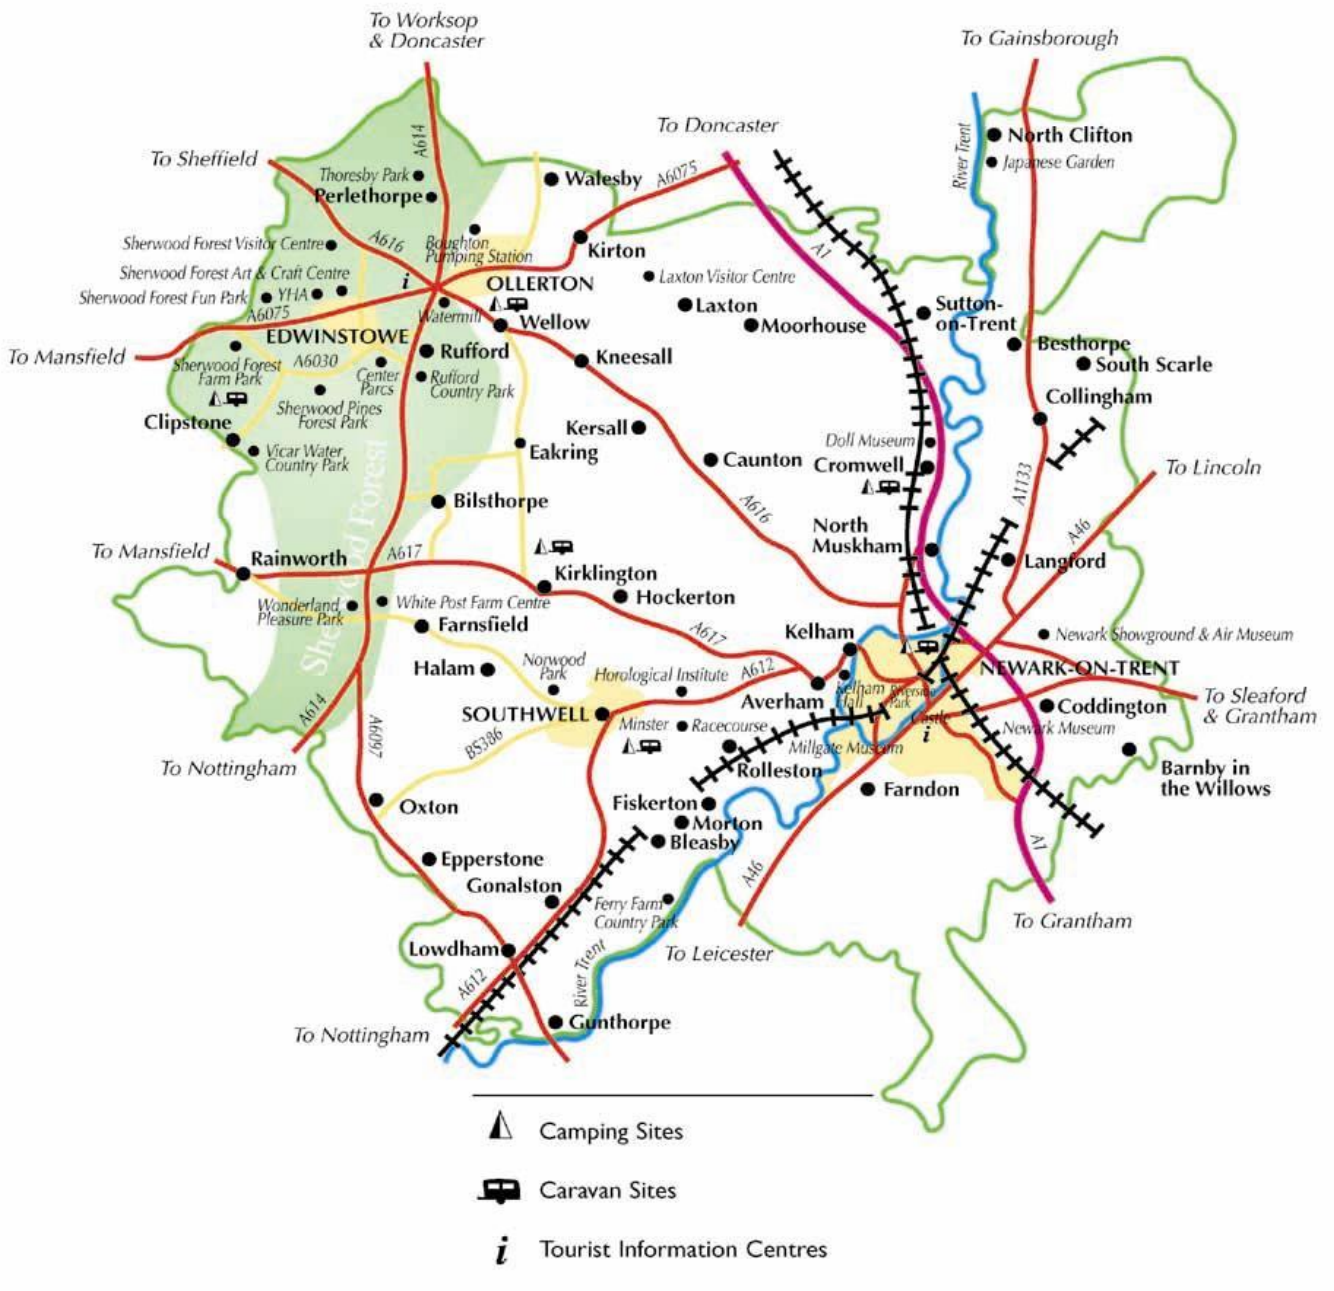 To Worksop
& Doncaster
To Gainsborough
To Doncaster
A614
North Clifton
River Trent
Japanese Garden
To Sheffield
Thoresby Park
Perlethorpe
Walesby
A6075
Sherwood Forest Visitor Centre
A616
Boughton
Pumping Station
Kirton
A1
Sherwood Forest Art & Craft Centre
Sherwood Forest Fun Park
YHA
i
OLLERTON
Laxton Visitor Centre
Laxton
Moorhouse
Sutton-
on-Trent
A6075
Watermill
Wellow
EDWINSTOWE
To Mansfield
Rufford
Kneesall
Besthorpe
South Scarle
Sherwood Forest
Farm Park
A6030
Center
Parcs
Rufford
Country Park
Sherwood Pines
Forest Park
Collingham
Clipstone
Kersall
Doll Museum
Vicar Water
Country Park
Eakring
Caunton
Cromwell
To Lincoln
Sherwood Forest
Bilsthorpe
A616
A1133
A46
North
Muskham
To Mansfield
Rainworth
A617
Kirklington
Langford
Wonderland
Pleasure Park
White Post Farm Centre
Hockerton
Farnsfield
A617
Kelham
Newark Showground & Air Museum
Halam
Norwood
Park
Horological Institute
A612
NEWARK-ON-TRENT
Averham
Kelham
Hall
Riverside
Park
To Sleaford
& Grantham
A614
SOUTHWELL
Minster
Racecourse
Castle
i
Coddington
Newark Museum
A6097
BS386
Millgate Museum
To Nottingham
Rolleston
Barnby in
the Willows
Oxton
Fiskerton
Farndon
Morton
Bleasby
A1
Epperstone
A46
Gonalston
Ferry Farm
Country Park
To Grantham
Lowdham
To Leicester
A612
River Trent
To Nottingham
Gunthorpe
Camping Sites
Caravan Sites
i Tourist Information Centres